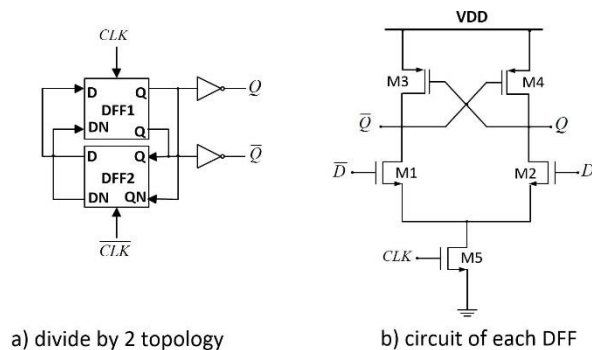 CLK
D Q Q
DFF1
DN Q
D Q Q̅
DFF2
DN QN
C̅L̅K̅
a) divide by 2 topology
VDD
M3 M4
Q̅ Q
D̅ M1 M2 D
CLK M5
b) circuit of each DFF